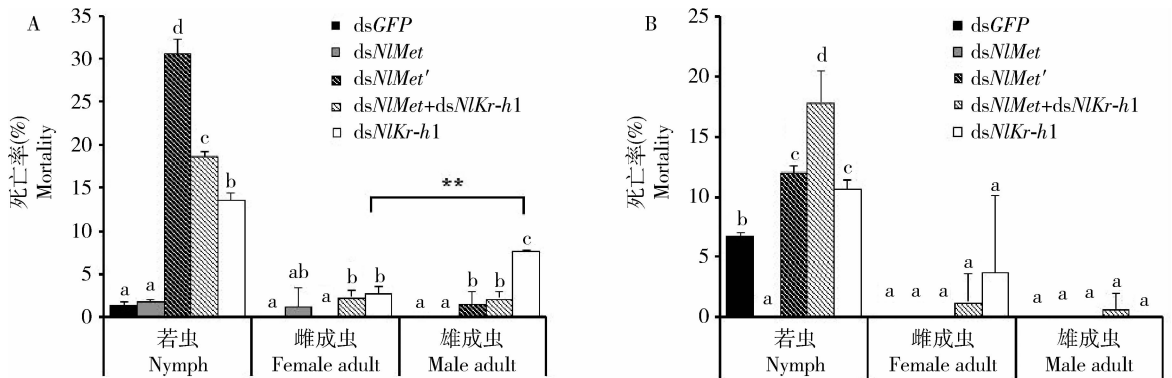 A
死亡率(%)
Mortality
35
30
25
20
15
10
5
0
dsGFP
dsNlMet
dsNlMet′
dsNlMet+dsNlKr-h1
dsNlKr-h1
a a d c b
a ab a b b
**
a a b b c
若虫 雌成虫 雄成虫
Nymph Female adult Male adult
B
死亡率(%)
Mortality
25
20
15
10
5
0
dsGFP
dsNlMet
dsNlMet′
dsNlMet+dsNlKr-h1
dsNlKr-h1
b a c d c
a a a a a
a a a a a
若虫 雌成虫 雄成虫
Nymph Female adult Male adult